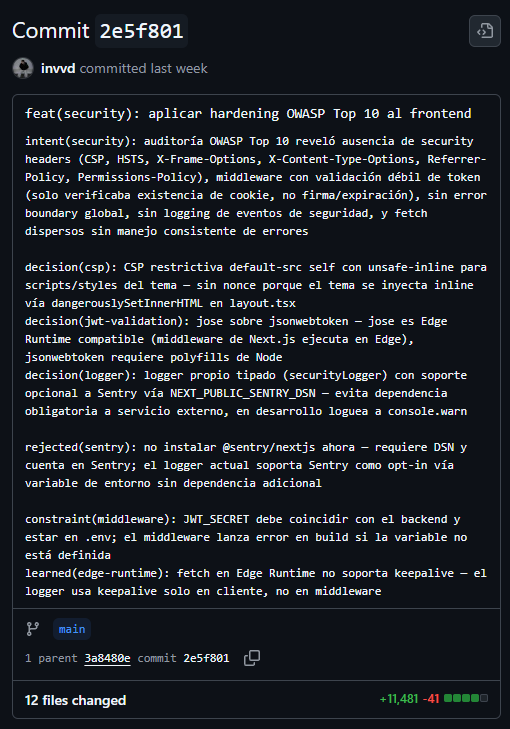 Commit 2e5f801
invvd committed last week
feat(security): aplicar hardening OWASP Top 10 al frontend
intent(security): auditoría OWASP Top 10 reveló ausencia de security
headers (CSP, HSTS, X-Frame-Options, X-Content-Type-Options, Referrer-
Policy, Permissions-Policy), middleware con validación débil de token
(solo verificaba existencia de cookie, no firma/expiración), sin error
boundary global, sin logging de eventos de seguridad, y fetch
dispersos sin manejo consistente de errores
decision(csp): CSP restrictiva default-src self con unsafe-inline para
scripts/styles del tema — sin nonce porque el tema se inyecta inline
vía dangerouslySetInnerHTML en layout.tsx
decision(jwt-validation): jose sobre jsonwebtoken — jose es Edge
Runtime compatible (middleware de Next.js ejecuta en Edge),
jsonwebtoken requiere polyfills de Node
decision(logger): logger propio tipado (securityLogger) con soporte
opcional a Sentry vía NEXT_PUBLIC_SENTRY_DSN — evita dependencia
obligatoria a servicio externo, en desarrollo loguea a console.warn
rejected(sentry): no instalar @sentry/nextjs ahora — requiere DSN y
cuenta en Sentry; el logger actual soporta Sentry como opt-in vía
variable de entorno sin dependencia adicional
constraint(middleware): JWT_SECRET debe coincidir con el backend y
estar en .env; el middleware lanza error en build si la variable no
está definida
learned(edge-runtime): fetch en Edge Runtime no soporta keepalive — el
logger usa keepalive solo en cliente, no en middleware
main
1 parent 3a8480e commit 2e5f801
12 files changed +11,481 -41